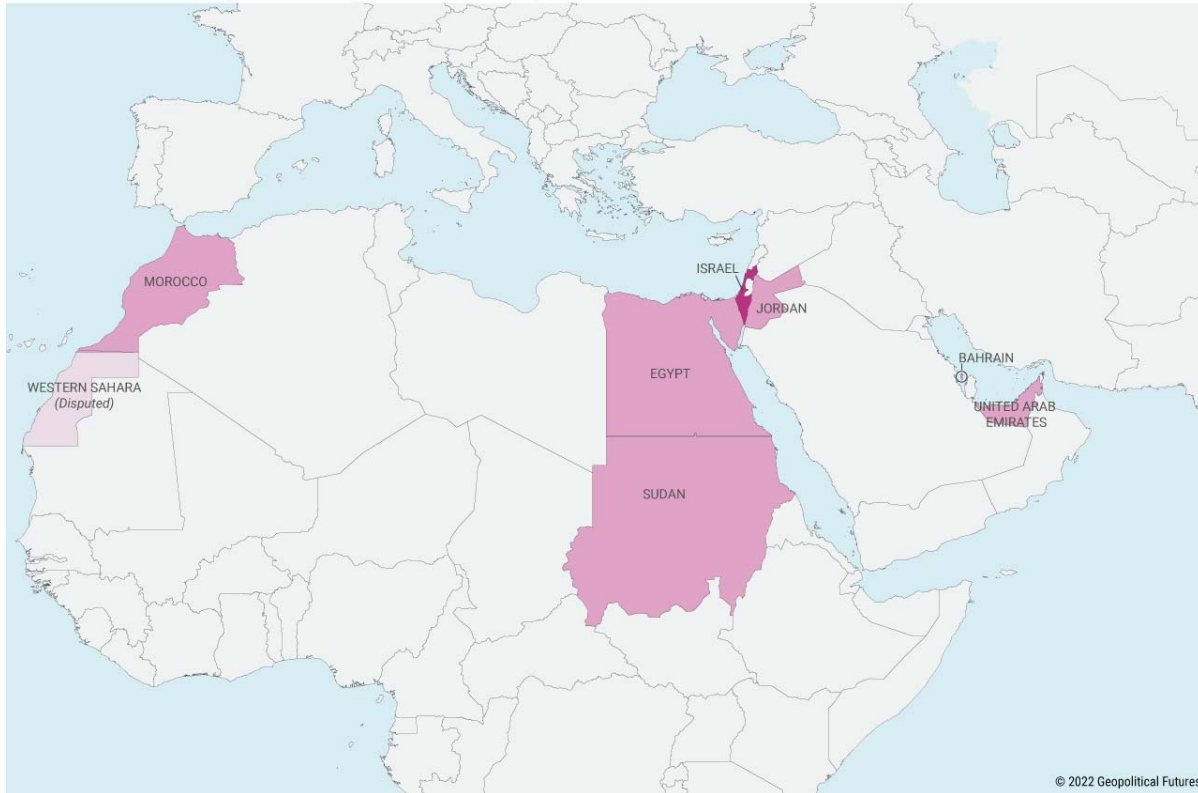 MOROCCO
WESTERN SAHARA
(Disputed)
ISRAEL
JORDAN
EGYPT
SUDAN
BAHRAIN
UNITED ARAB
EMIRATES
© 2022 Geopolitical Futures